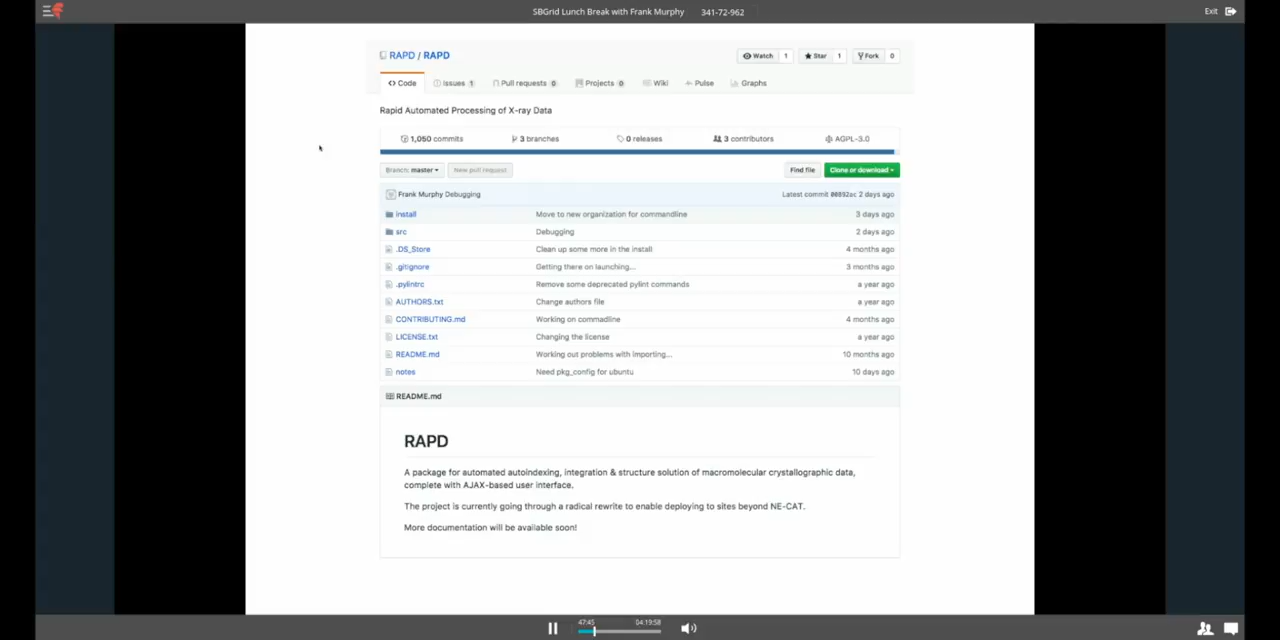 SBGrid Lunch Break with Frank Murphy 341-72-962
Exit
RAPD / RAPD
Watch 1 Star 1 Fork 0
Code Issues 1 Pull requests 0 Projects 0 Wiki Pulse Graphs
Rapid Automated Processing of X-ray Data
1,050 commits 3 branches 0 releases 3 contributors AGPL-3.0
Branch: master New pull request Find file Clone or download
Frank Murphy Debugging Latest commit 2 days ago
install Move to new organization for commandline 3 days ago
src Debugging 2 days ago
.DS_Store Clean up some more in the install 4 months ago
.gitignore Getting there on launching... 3 months ago
.pylintrc Remove some deprecated pylint commands a year ago
AUTHORS.txt Change authors file a year ago
CONTRIBUTING.md Working on commadline 4 months ago
LICENSE.txt Changing the license a year ago
README.md Working out problems with importing... 10 months ago
notes Need pkg_config for ubuntu 10 days ago
README.md
RAPD
A package for automated autoindexing, integration & structure solution of macromolecular crystallographic data,
complete with AJAX-based user interface.
The project is currently going through a radical rewrite to enable deploying to sites beyond NE-CAT.
More documentation will be available soon!
47:45 04:19:58